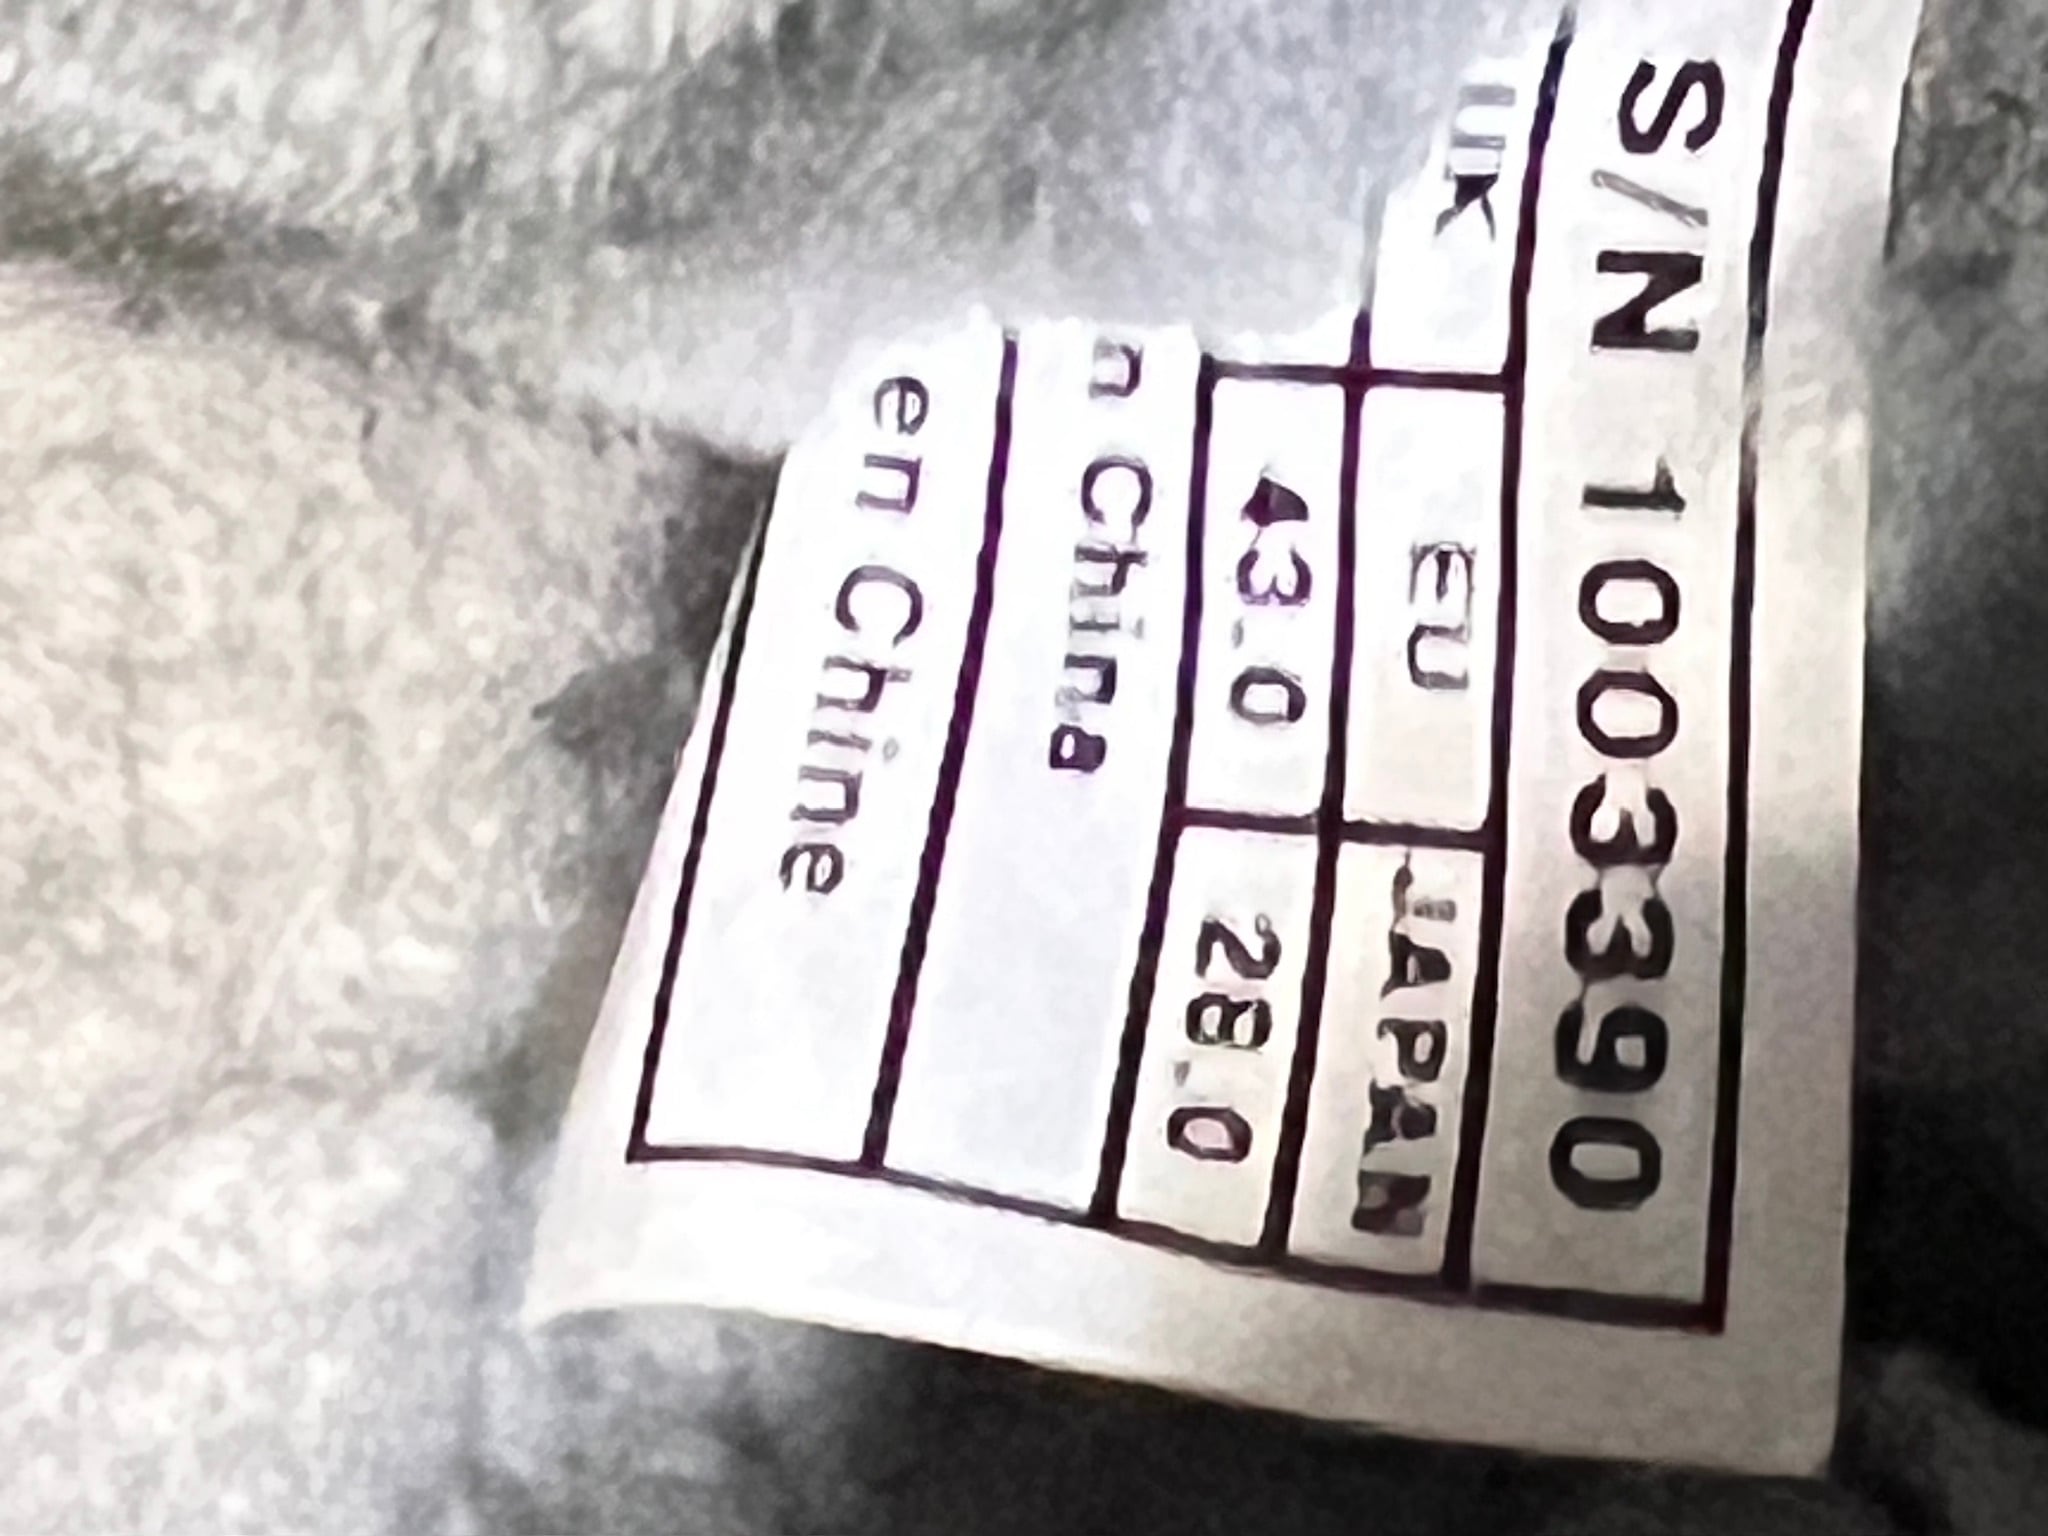 S/N 1003390
UK EU JAPAN
43.0 28.0
n China
en Chine